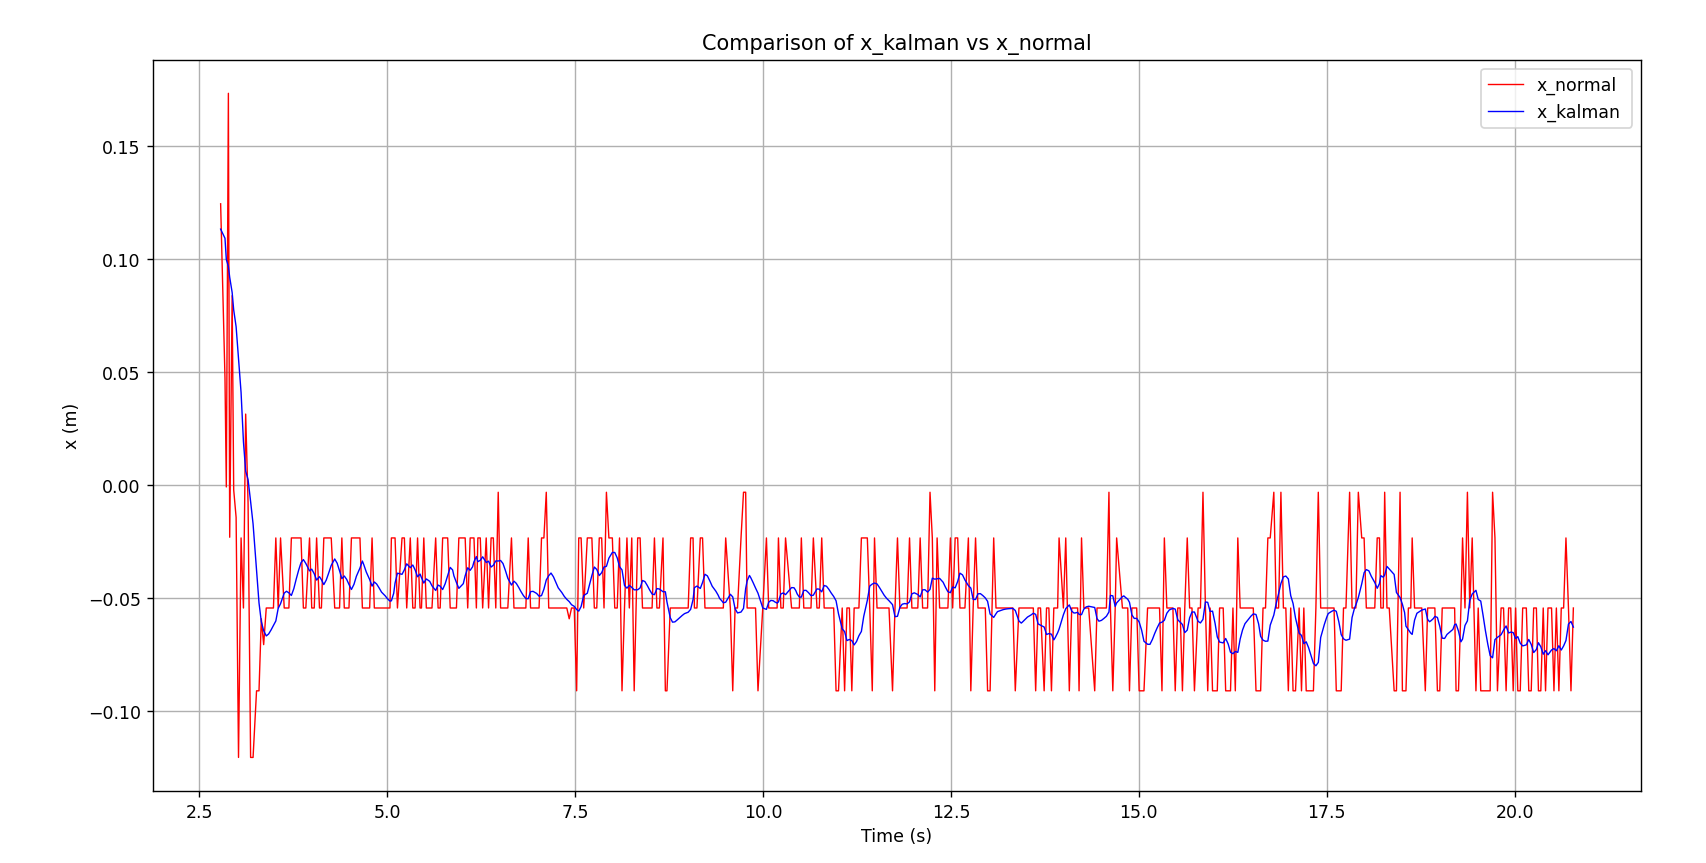 Comparison of x_kalman vs x_normal
x_normal
x_kalman
0.15
0.10
0.05
0.00
−0.05
−0.10
x (m)
2.5 5.0 7.5 10.0 12.5 15.0 17.5 20.0
Time (s)